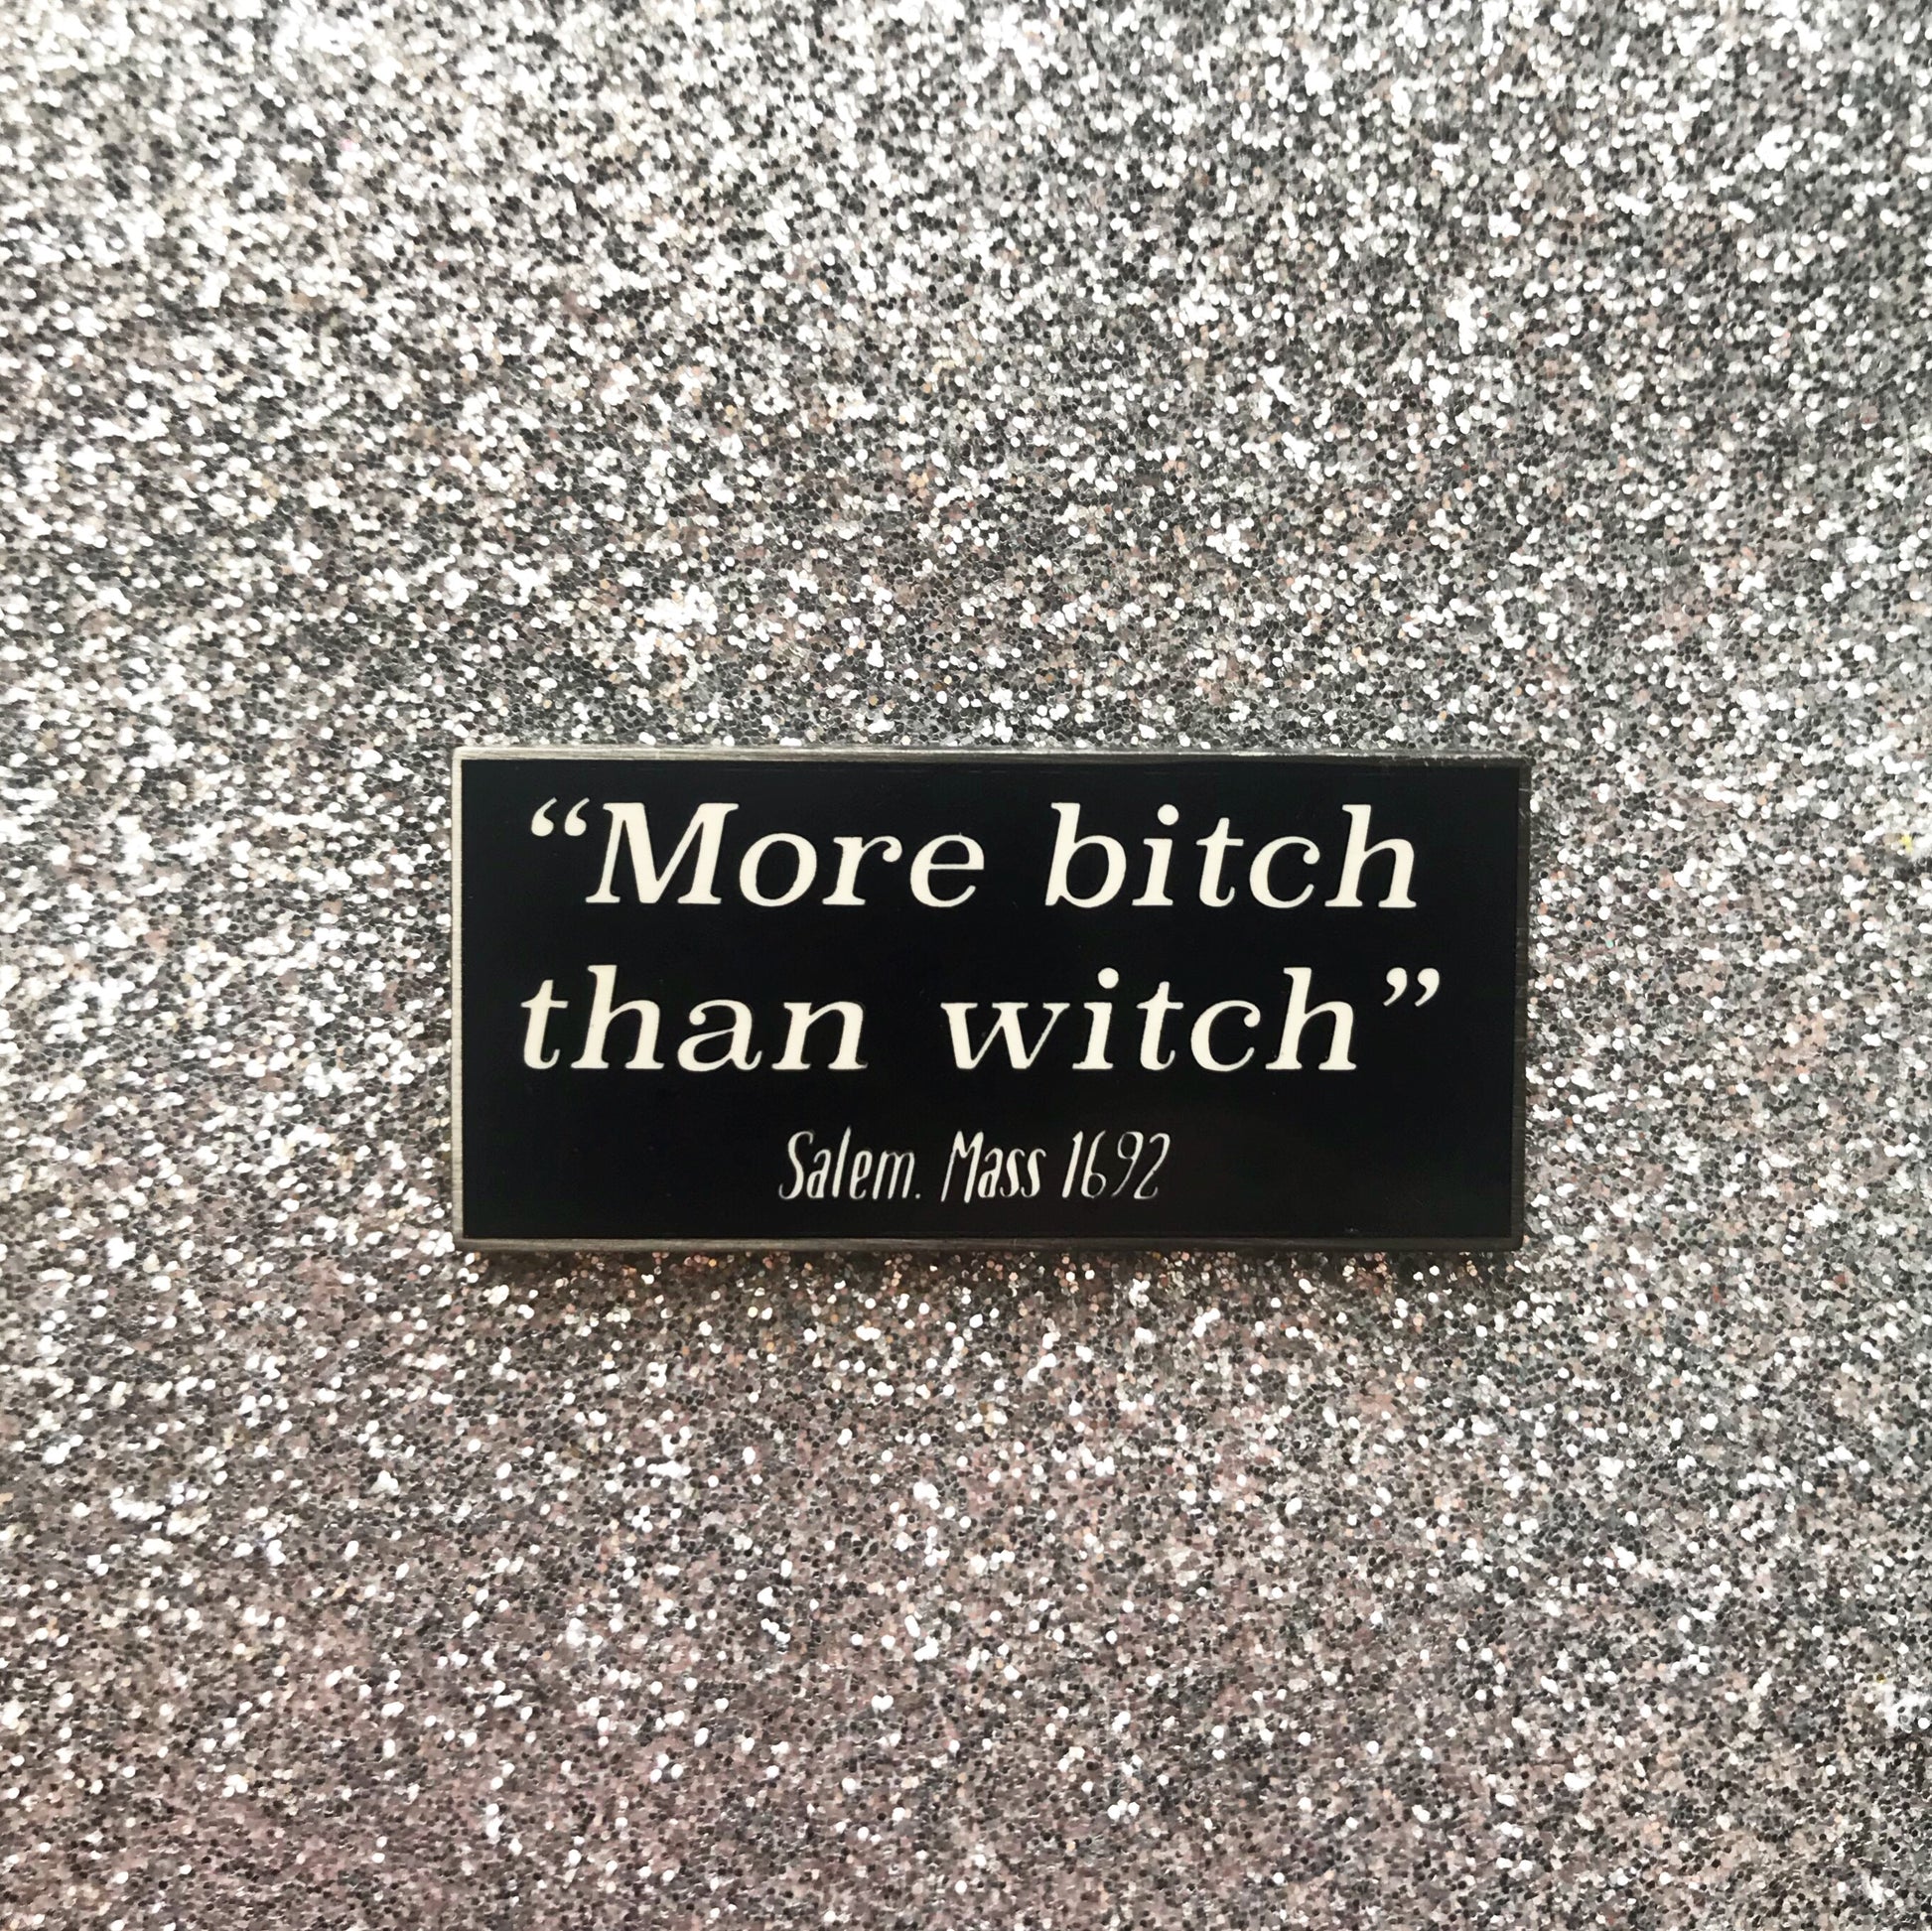 “More bitch
than witch”
Salem. Mass 1692